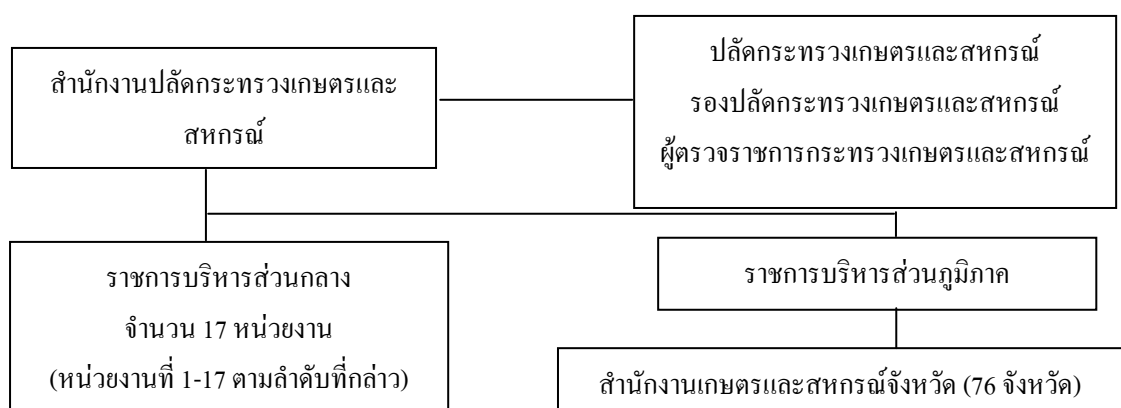 สำนักงานปลัดกระทรวงเกษตรและ
สหกรณ์
ปลัดกระทรวงเกษตรและสหกรณ์
รองปลัดกระทรวงเกษตรและสหกรณ์
ผู้ตรวจราชการกระทรวงเกษตรและสหกรณ์
ราชการบริหารส่วนกลาง
จำนวน 17 หน่วยงาน
(หน่วยงานที่ 1-17 ตามลำดับที่กล่าว)
ราชการบริหารส่วนภูมิภาค
สำนักงานเกษตรและสหกรณ์จังหวัด (76 จังหวัด)